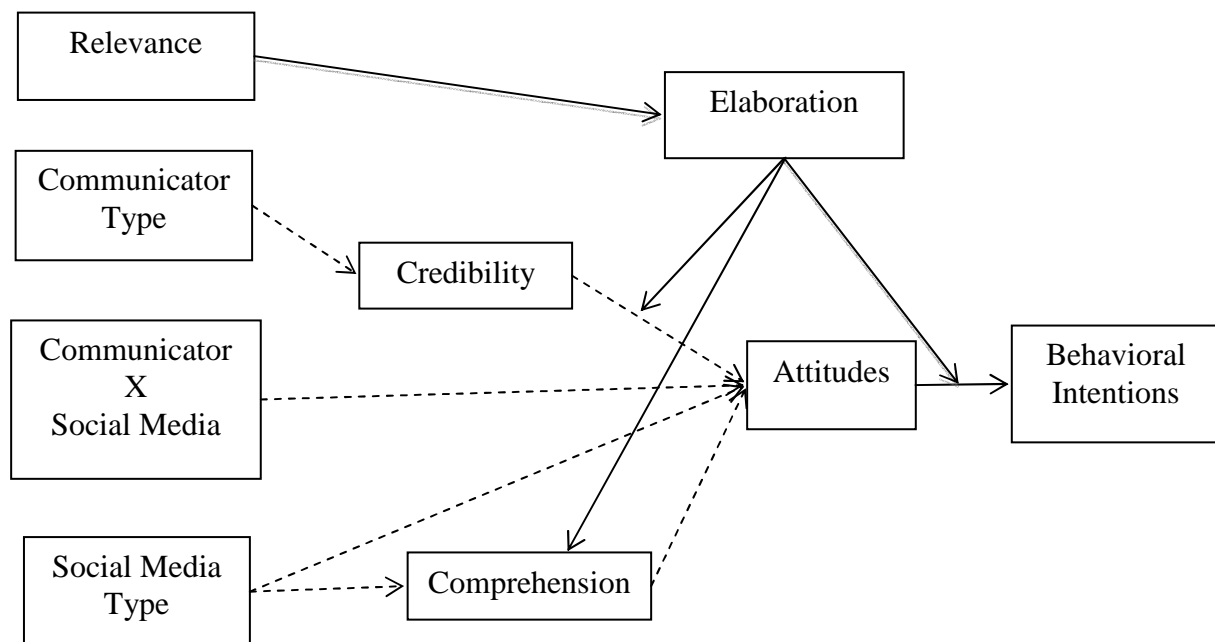 Relevance
Elaboration
Communicator
Type
Credibility
Communicator
X
Social Media
Attitudes
Behavioral
Intentions
Social Media
Type
Comprehension